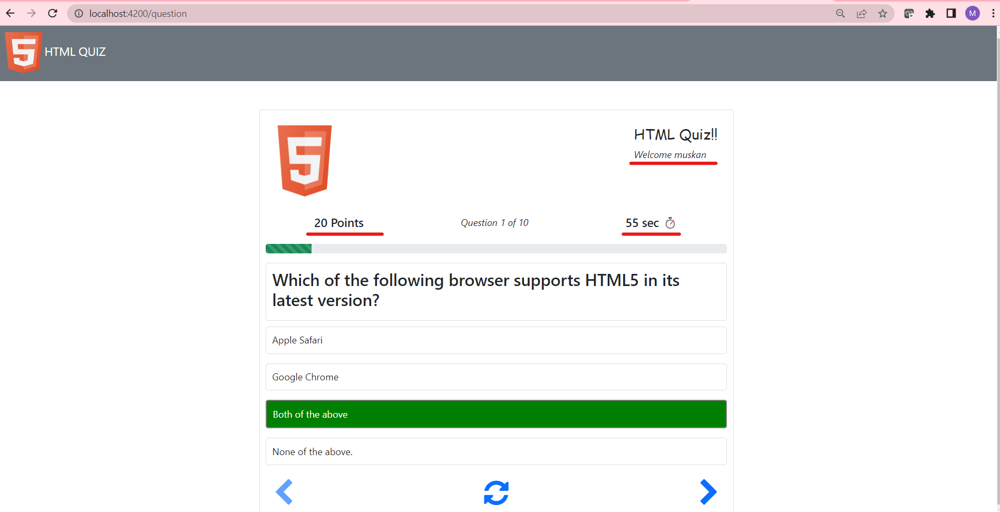 localhost:4200/question
M
5 HTML QUIZ
5
HTML Quiz!!
Welcome muskan
20 Points
Question 1 of 10
55 sec
Which of the following browser supports HTML5 in its
latest version?
Apple Safari
Google Chrome
Both of the above
None of the above.